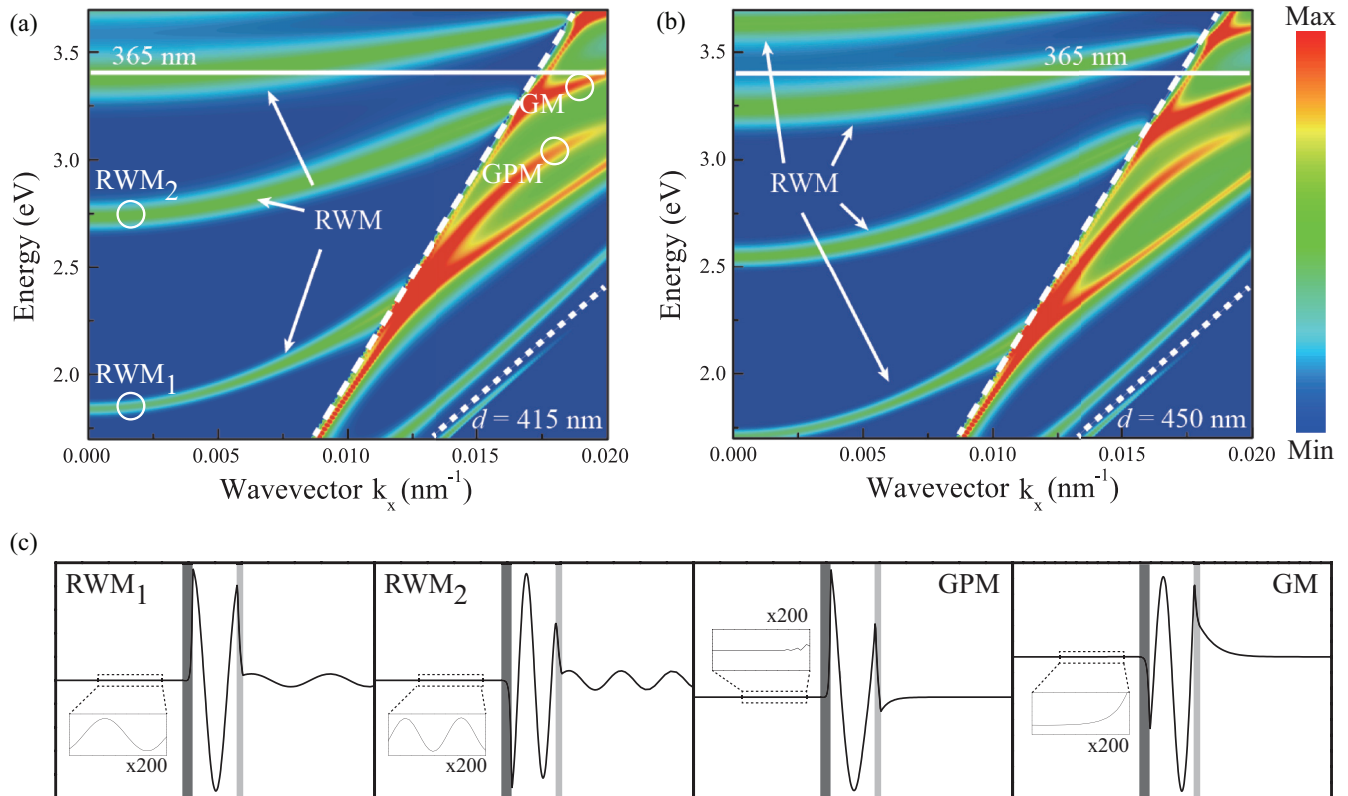 (a)
(b)
Max
3.5
3.0
2.5
2.0
Energy (eV)
365 nm
GM
GPM
RWM2
RWM
RWM1
d = 415 nm
0.000
0.005
0.010
0.015
0.020
Wavevector kx (nm-1)
3.5
3.0
2.5
2.0
Energy (eV)
365 nm
RWM
d = 450 nm
0.000
0.005
0.010
0.015
0.020
Wavevector kx (nm-1)
Min
(c)
RWM1
x200
RWM2
x200
GPM
x200
GM
x200